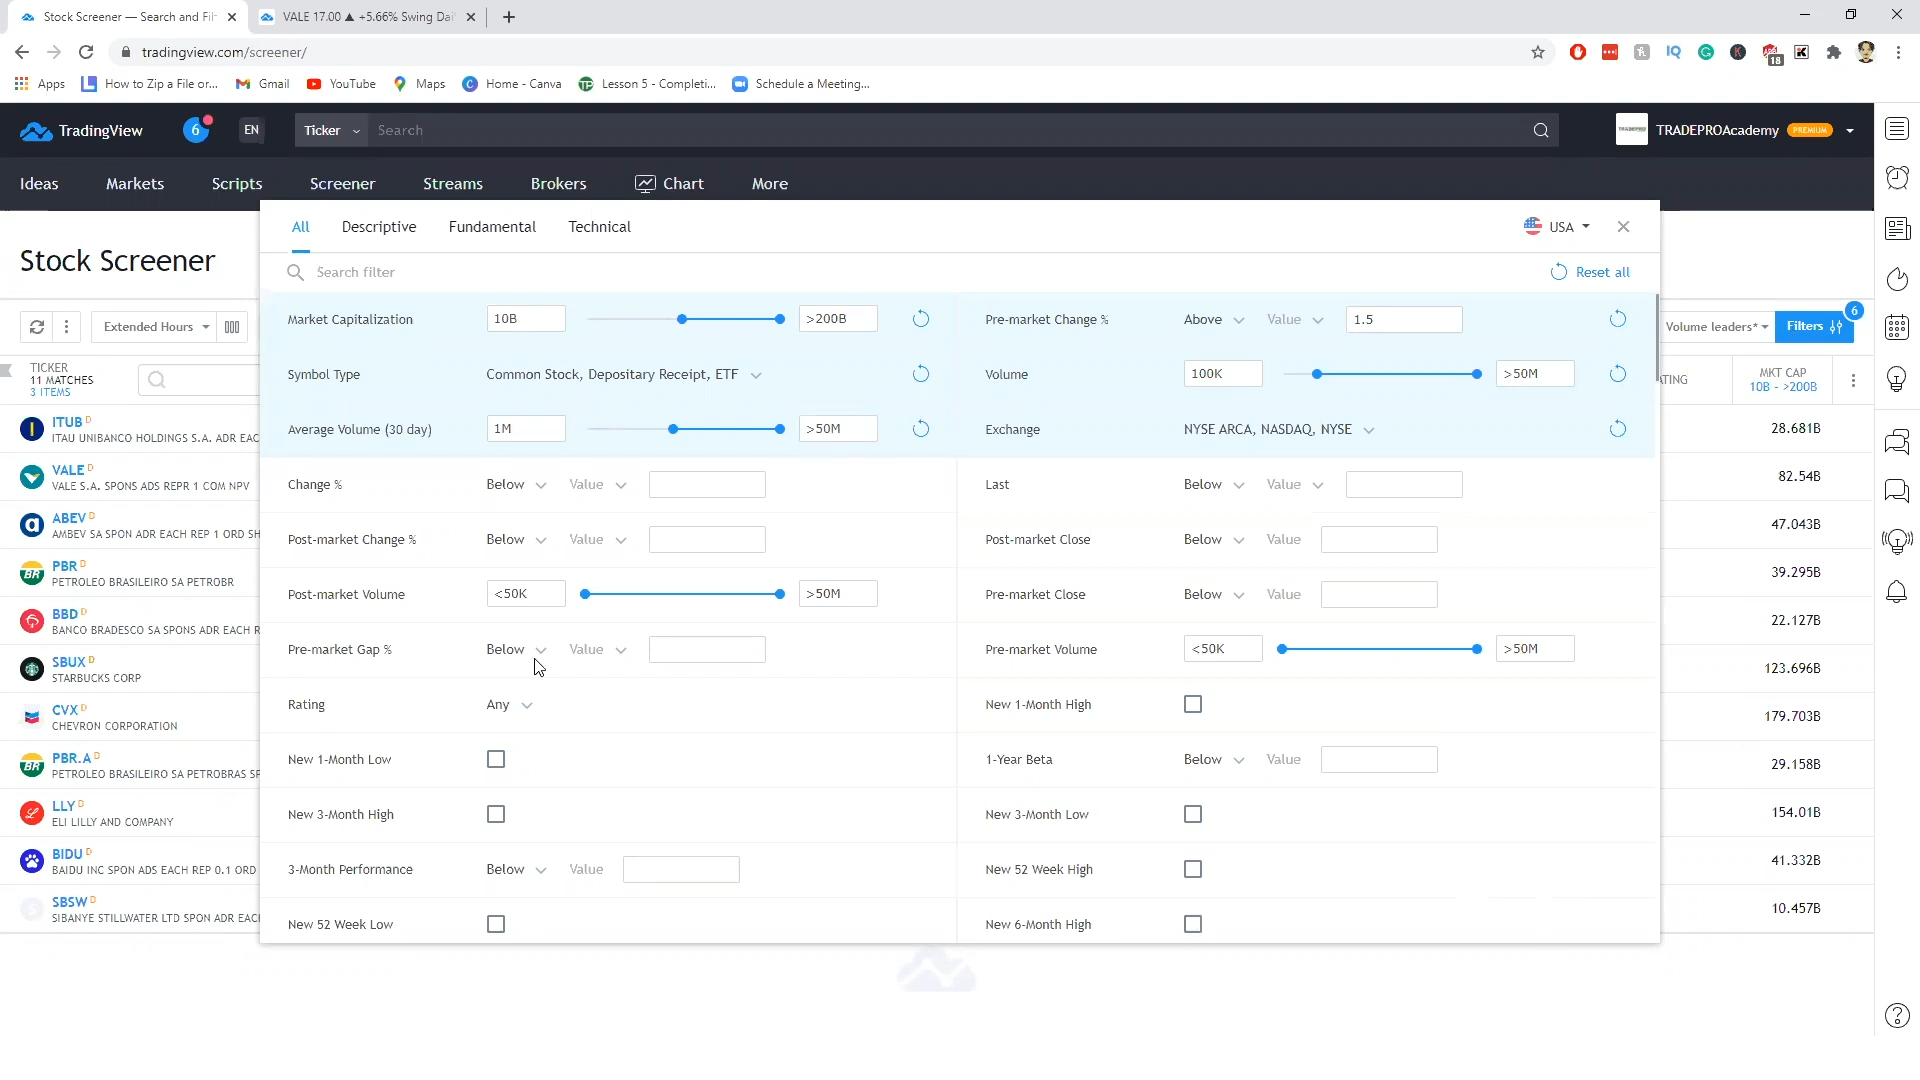 Stock Screener — Search and Filt
VALE 17.00 ▲ +5.66% Swing Dail
tradingview.com/screener/
18
Apps
How to Zip a File or...
Gmail
YouTube
Maps
Home - Canva
Lesson 5 - Completi...
Schedule a Meeting...
TradingView
6
EN
Ticker
Search
TRADEPROAcademy
PREMIUM
Ideas
Markets
Scripts
Screener
Streams
Brokers
Chart
More
Stock Screener
All
Descriptive
Fundamental
Technical
USA
Search filter
Reset all
Extended Hours
Volume leaders*
Filters
6
TICKER
11 MATCHES
3 ITEMS
ATING
MKT CAP
10B - >200B
Market Capitalization 10B >200B
Pre-market Change % Above Value 1.5
Symbol Type Common Stock, Depositary Receipt, ETF
Volume 100K >50M
Average Volume (30 day) 1M >50M
Exchange NYSE ARCA, NASDAQ, NYSE
Change % Below Value
Last Below Value
Post-market Change % Below Value
Post-market Close Below Value
Post-market Volume <50K >50M
Pre-market Close Below Value
Pre-market Gap % Below Value
Pre-market Volume <50K >50M
Rating Any
New 1-Month High
New 1-Month Low
1-Year Beta Below Value
New 3-Month High
New 3-Month Low
3-Month Performance Below Value
New 52 Week High
New 52 Week Low
New 6-Month High
ITUB D
ITAU UNIBANCO HOLDINGS S.A. ADR EAC
28.681B
VALE D
VALE S.A. SPONS ADS REPR 1 COM NPV
82.54B
ABEV D
AMBEV SA SPON ADR EACH REP 1 ORD SH
47.043B
BR
PBR D
PETROLEO BRASILEIRO SA PETROBR
39.295B
BBD D
BANCO BRADESCO SA SPONS ADR EACH R
22.127B
SBUX D
STARBUCKS CORP
123.696B
CVX D
CHEVRON CORPORATION
179.703B
BR
PBR.A D
PETROLEO BRASILEIRO SA PETROBRAS SP
29.158B
LLY D
ELI LILLY AND COMPANY
154.01B
BIDU D
BAIDU INC SPON ADS EACH REP 0.1 ORD
41.332B
S
SBSW D
SIBANYE STILLWATER LTD SPON ADR EACH
10.457B